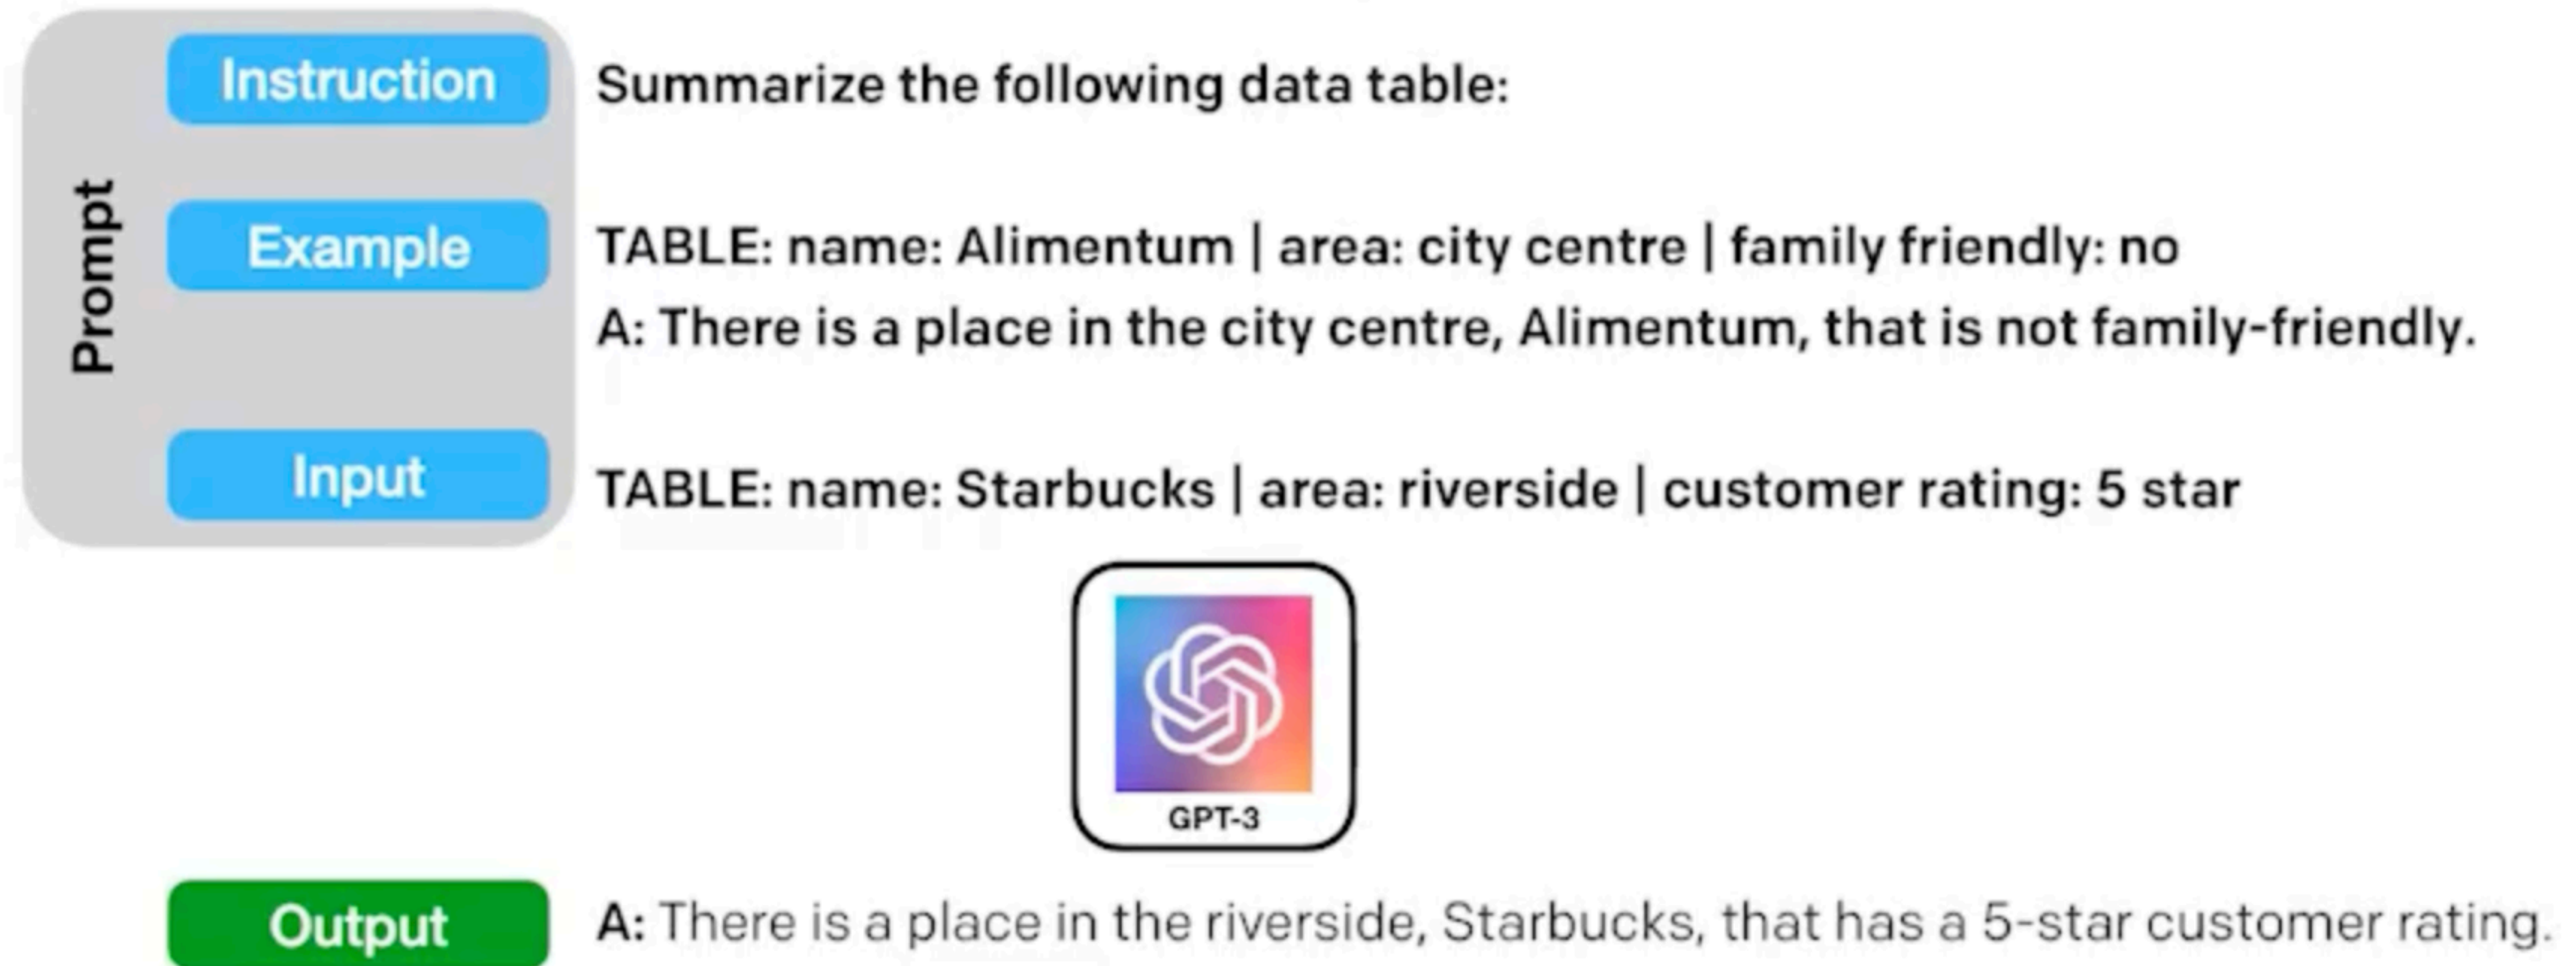 Prompt
Instruction
Summarize the following data table:
Example
TABLE: name: Alimentum | area: city centre | family friendly: no
A: There is a place in the city centre, Alimentum, that is not family-friendly.
Input
TABLE: name: Starbucks | area: riverside | customer rating: 5 star
GPT-3
Output
A: There is a place in the riverside, Starbucks, that has a 5-star customer rating.